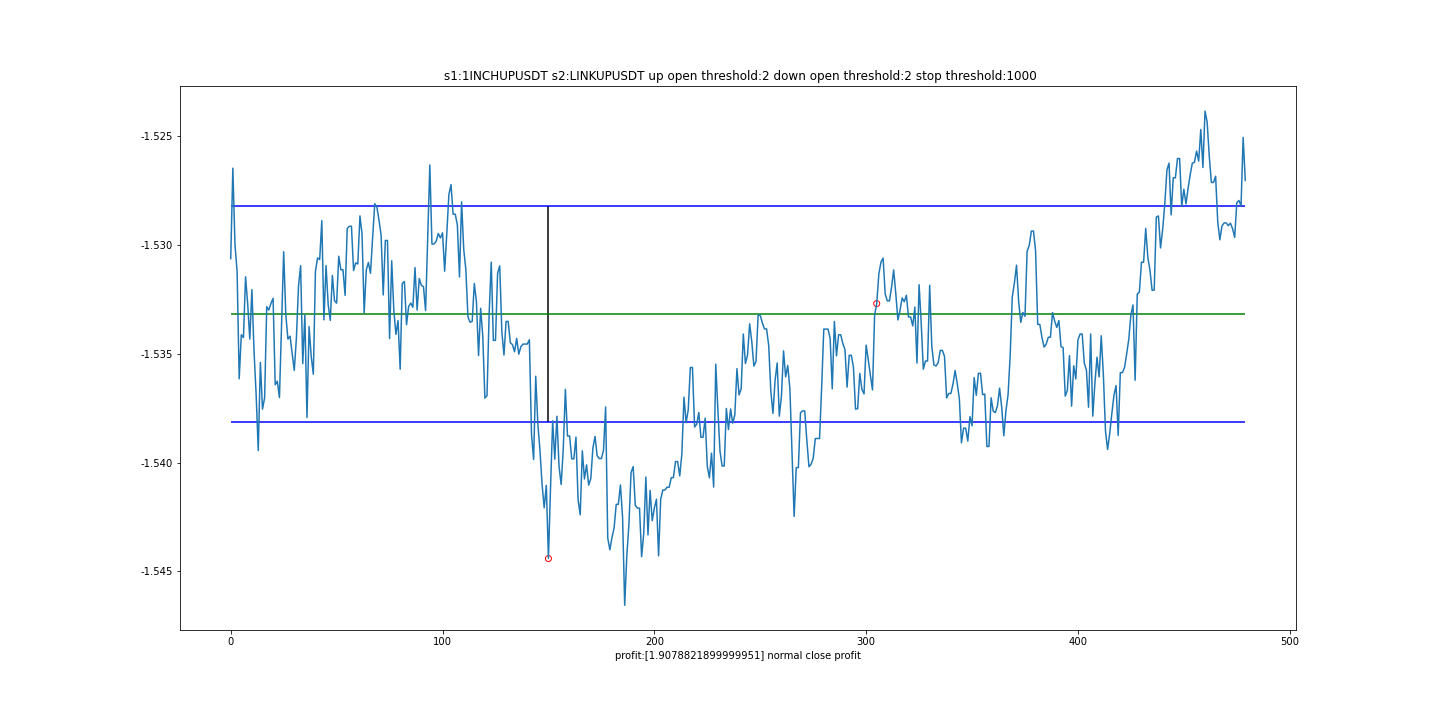 s1:1INCHUPUSDT s2:LINKUPUSDT up open threshold:2 down open threshold:2 stop threshold:1000
-1.525
-1.530
-1.535
-1.540
-1.545
0 100 200 300 400 500
profit:[1.9078821899999951] normal close profit